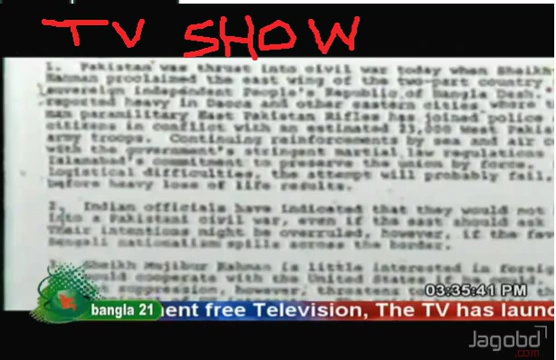 TV SHOW
1. Pakistan was thrust into civil war today when Sheikh
Rahman proclaimed the east wing of the two-part country
sovereign independent People's Republic of Bangla De
reported heavy in Dacca and other eastern cities where
man paramilitary East Pakistan Rifles has joined police
citizens in conflict with an estimated 23,000 West Pakis
army troops. Continuing reinforcements by sea and air c
with the government's stringent martial law regulations
Islamabad's commitment to preserve the union by force,
logistical difficulties, the attempt will probably fail,
before heavy loss of life results.
2. Indian officials have indicated that they would not
into a Pakistani civil war, even if the east should ask
Their intentions might be overruled, however, if the
Bengali nationalism spills across the border.
3. Sheikh Mujibur Rahman is little interested in foreig
would cooperate with the United States if he
suppression, however, threatens to
03:35:41 PM
bangla 21 ent free Television, The TV has launc
Jagobd
.com